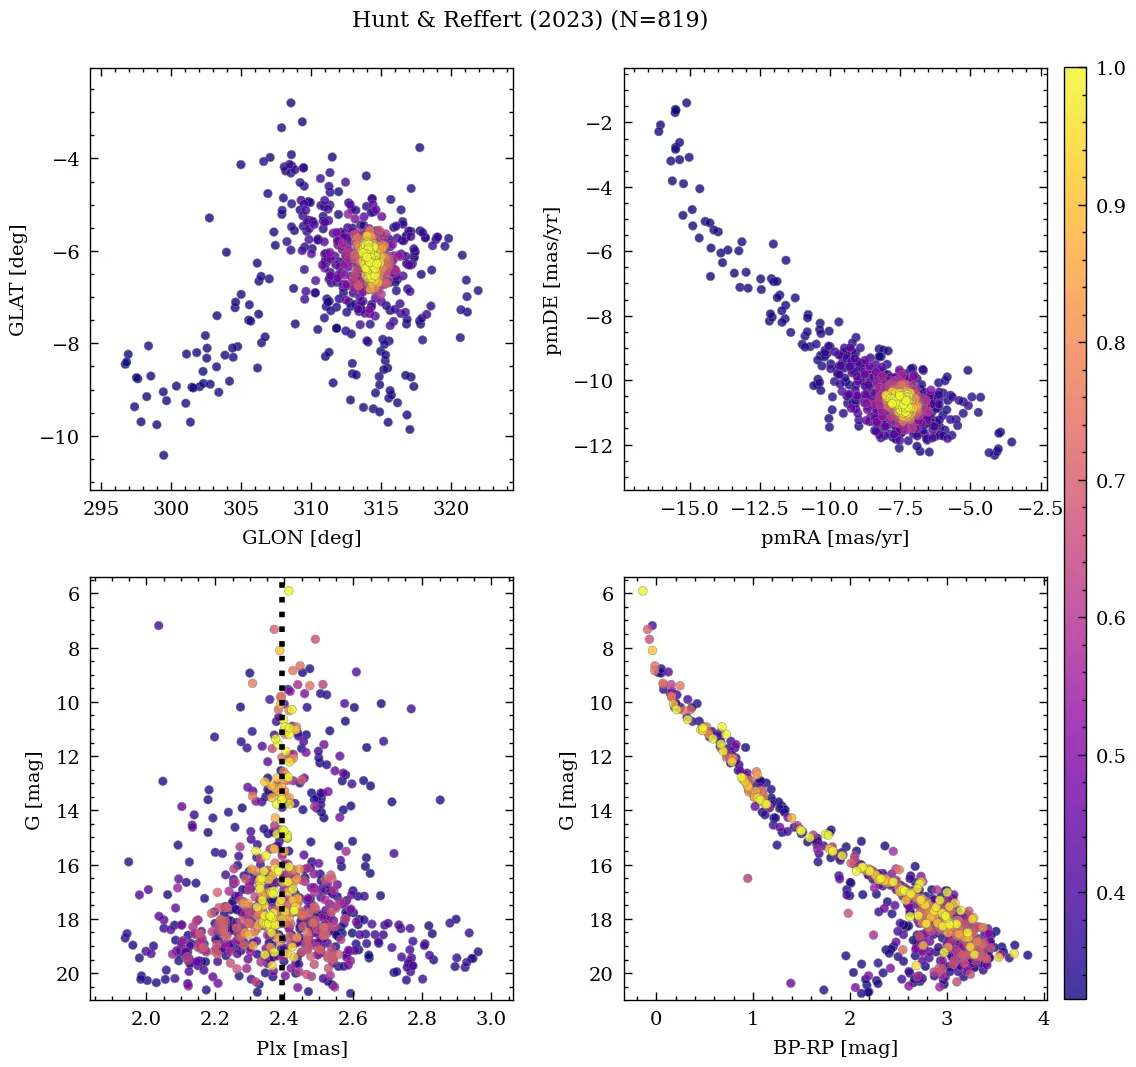 Hunt & Reffert (2023) (N=819)
−4
−6
−8
−10
GLAT [deg]
295 300 305 310 315 320
GLON [deg]
−2
−4
−6
−8
−10
−12
pmDE [mas/yr]
−15.0 −12.5 −10.0 −7.5 −5.0 −2.5
pmRA [mas/yr]
1.0
0.9
0.8
0.7
0.6
0.5
0.4
6
8
10
12
14
16
18
20
G [mag]
2.0 2.2 2.4 2.6 2.8 3.0
Plx [mas]
6
8
10
12
14
16
18
20
G [mag]
0 1 2 3 4
BP-RP [mag]